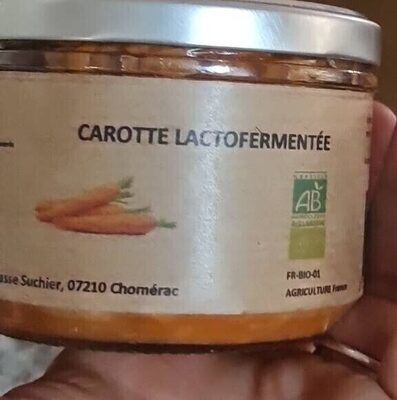 CAROTTE LACTOFERMENTÉE
AB
AGRICULTURE
BIOLOGIQUE
asse Suchier, 07210 Chomérac
FR-BIO-01
AGRICULTURE France